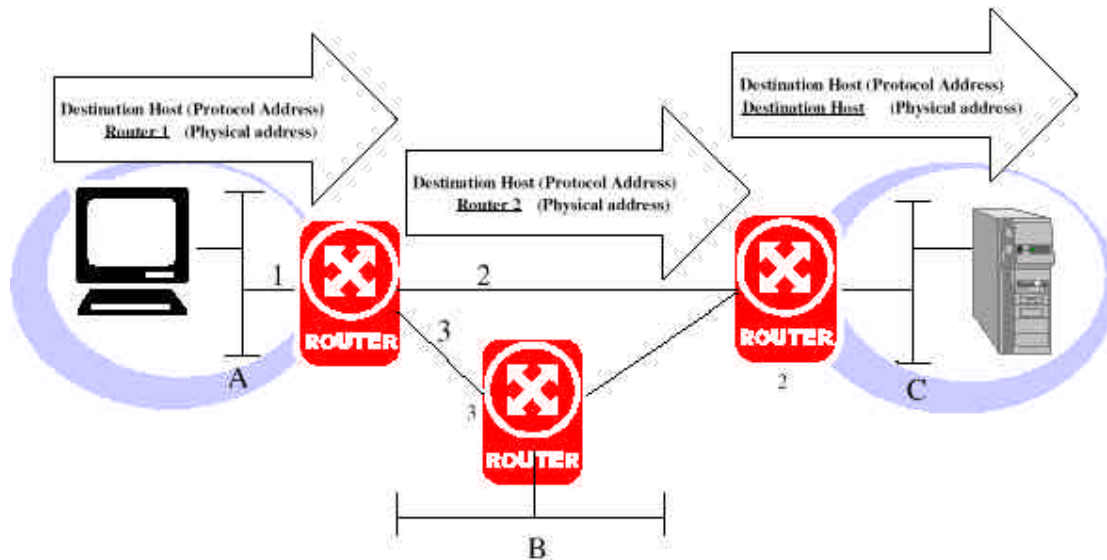 Destination Host (Protocol Address)
Router 1 (Physical address)
Destination Host (Protocol Address)
Router 2 (Physical address)
Destination Host (Protocol Address)
Destination Host (Physical address)
1
2
3
ROUTER
ROUTER
3
ROUTER
2
A
C
B